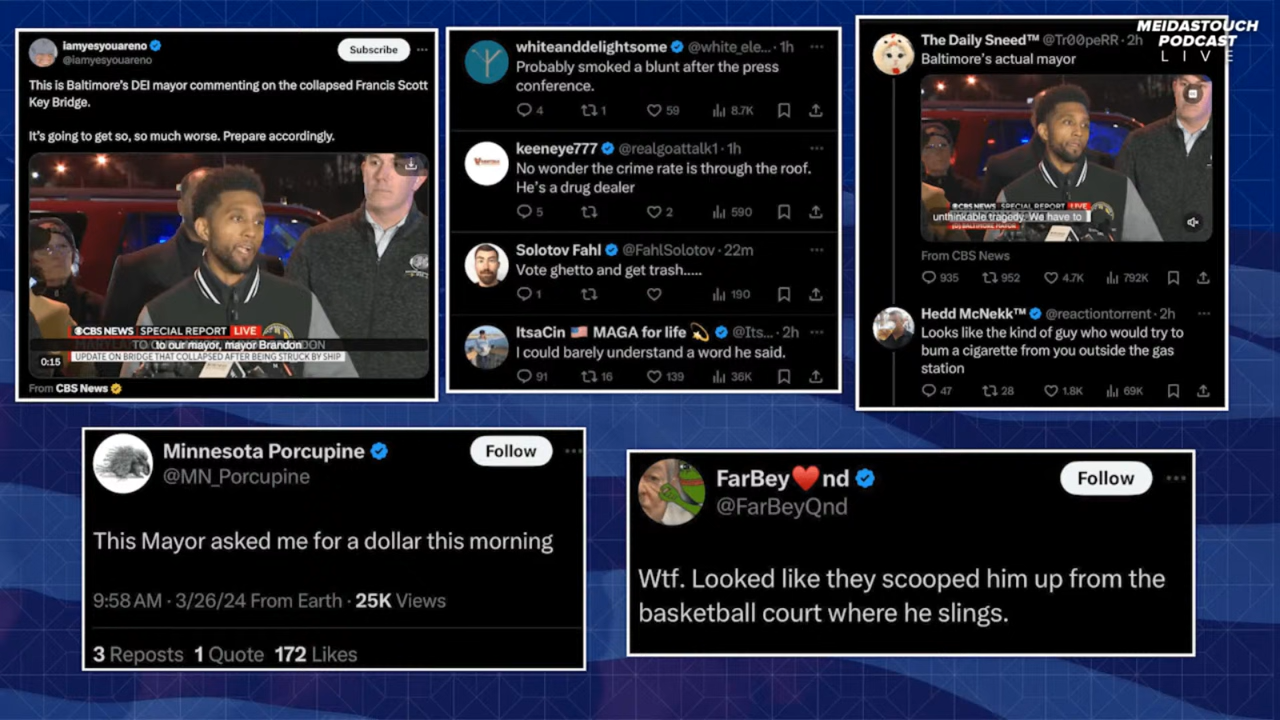 MEIDASTOUCH
PODCAST
LIVE
iamyesyouareno
@iamyesyouareno
Subscribe
This is Baltimore's DEI mayor commenting on the collapsed Francis Scott
Key Bridge.
It's going to get so, so much worse. Prepare accordingly.
CBS NEWS SPECIAL REPORT LIVE
to our mayor, mayor Brandon
UPDATE ON BRIDGE THAT COLLAPSED AFTER BEING STRUCK BY SHIP
0:15
From CBS News
whiteanddelightsome @white_ele... · 1h
Probably smoked a blunt after the press
conference.
4 1 59 8.7K
keeneye777 @realgoattalk1 · 1h
No wonder the crime rate is through the roof.
He's a drug dealer
5 2 590
Solotov Fahl @FahlSolotov · 22m
Vote ghetto and get trash.....
1 190
ItsaCin 🇺🇸 MAGA for life 💫 @Its... · 2h
I could barely understand a word he said.
91 16 139 36K
The Daily Sneed™ @Tr00peRR · 2h
Baltimore's actual mayor
CBS NEWS SPECIAL REPORT LIVE
unthinkable tragedy. We have to
From CBS News
935 952 4.7K 792K
Hedd McNekk™ @reactiontorrent · 2h
Looks like the kind of guy who would try to
bum a cigarette from you outside the gas
station
47 28 1.8K 69K
Minnesota Porcupine
@MN_Porcupine
Follow
This Mayor asked me for a dollar this morning
9:58 AM · 3/26/24 From Earth · 25K Views
3 Reposts 1 Quote 172 Likes
FarBey❤️nd
@FarBeyQnd
Follow
Wtf. Looked like they scooped him up from the
basketball court where he slings.